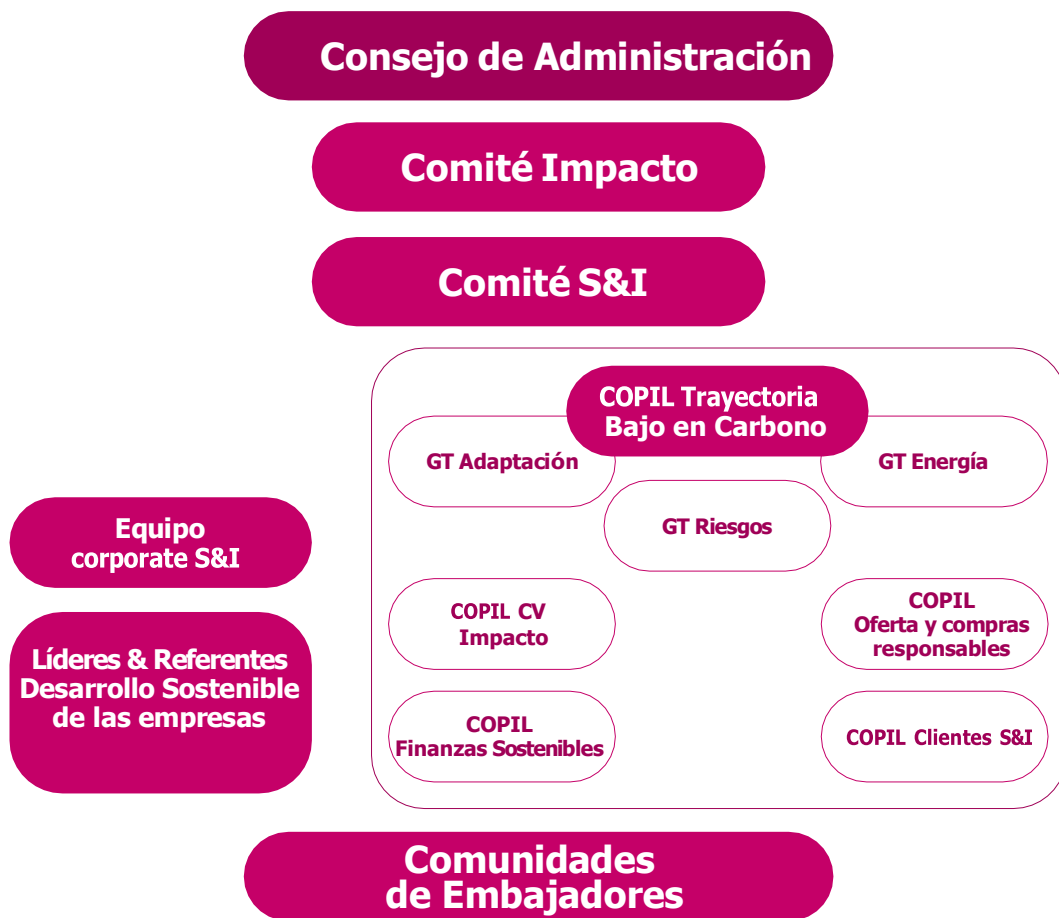 Consejo de Administración
Comité Impacto
Comité S&I
COPIL Trayectoria
Bajo en Carbono
GT Adaptación
GT Energía
GT Riesgos
Equipo
corporate S&I
COPIL CV
Impacto
COPIL
Oferta y compras
responsables
Líderes & Referentes
Desarrollo Sostenible
de las empresas
COPIL
Finanzas Sostenibles
COPIL Clientes S&I
Comunidades
de Embajadores